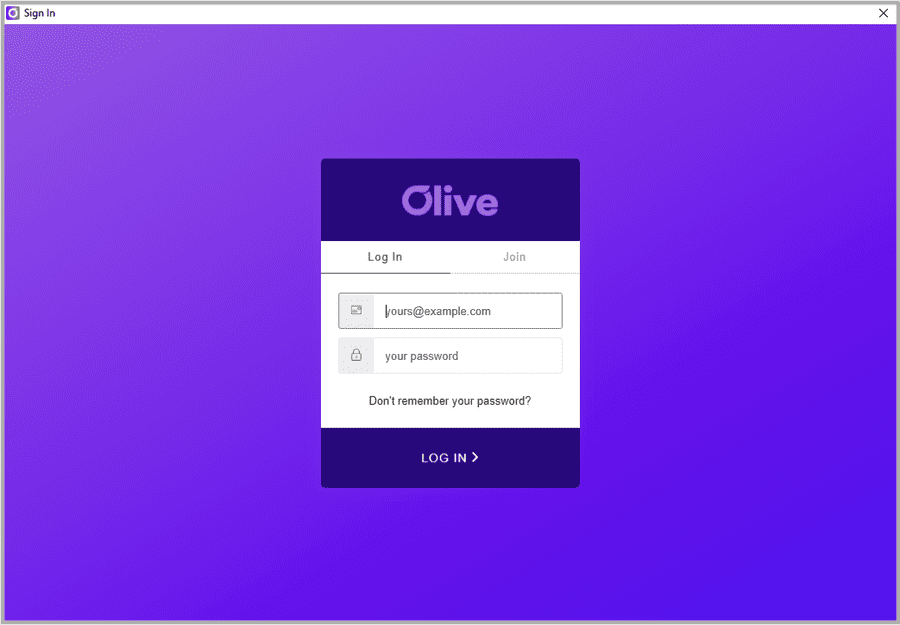 Sign In
Olive
Log In Join
yours@example.com
your password
Don't remember your password?
LOG IN